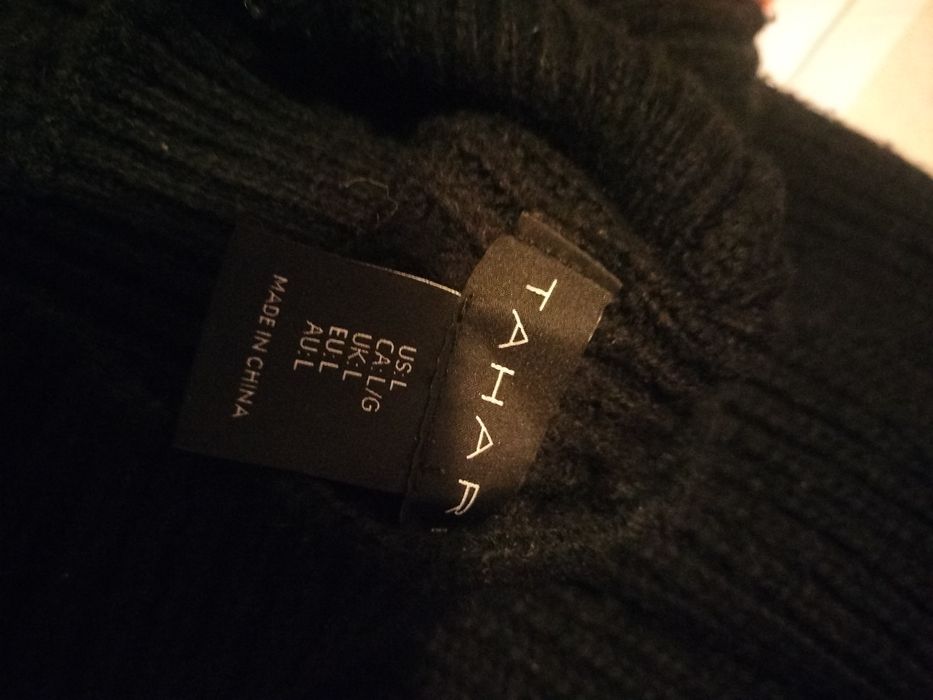 TAHAR
US: L
CA: L/G
UK: L
EU: L
AU: L
MADE IN CHINA